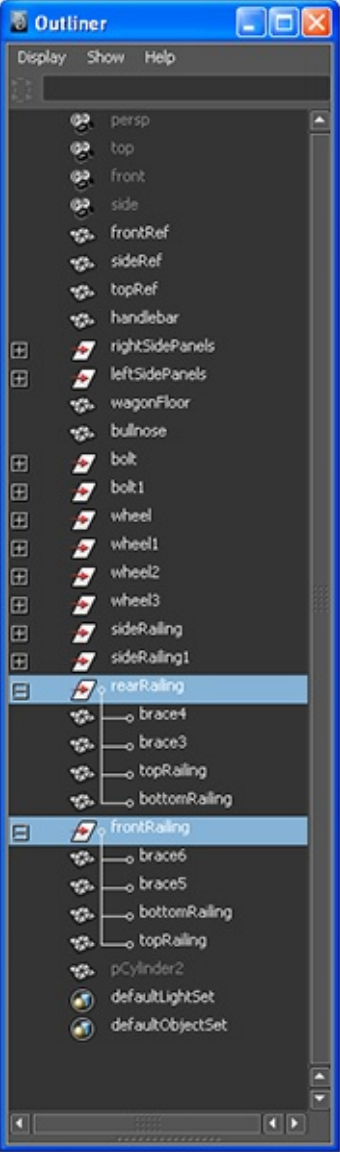 Outliner
Display Show Help
persp
top
front
side
frontRef
sideRef
topRef
handlebar
rightSidePanels
leftSidePanels
wagonFloor
bullnose
bolt
bolt1
wheel
wheel1
wheel2
wheel3
sideRailing
sideRailing1
rearRailing
brace4
brace3
topRailing
bottomRailing
frontRailing
brace6
brace5
bottomRailing
topRailing
pCylinder2
defaultLightSet
defaultObjectSet